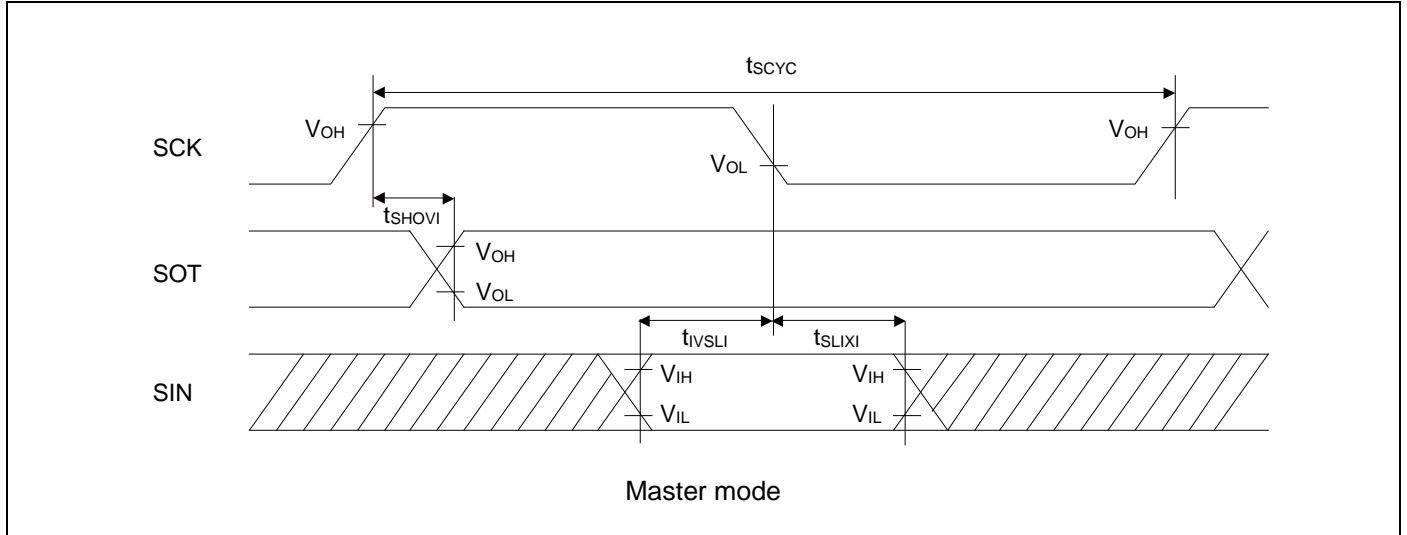 tSCYC
SCK
VOH
VOL
VOH
tSHOVI
SOT
VOH
VOL
tIVSLI
tSLIXI
SIN
VIH
VIL
VIH
VIL
Master mode